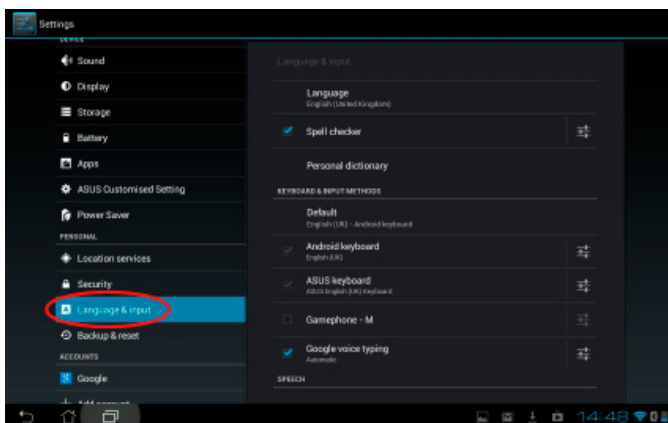 Settings
DEVICE
Sound
Display
Storage
Battery
Apps
ASUS Customised Setting
Power Saver
PERSONAL
Location services
Security
Language & input
Backup & reset
ACCOUNTS
Google
Add account
Language & input
Language
English (United Kingdom)
Spell checker
Personal dictionary
KEYBOARD & INPUT METHODS
Default
English (UK) - Android keyboard
Android keyboard
English (UK)
ASUS keyboard
ASUS English (UK) Keyboard
Gamephone - M
Google voice typing
Automatic
SPEECH
14:48